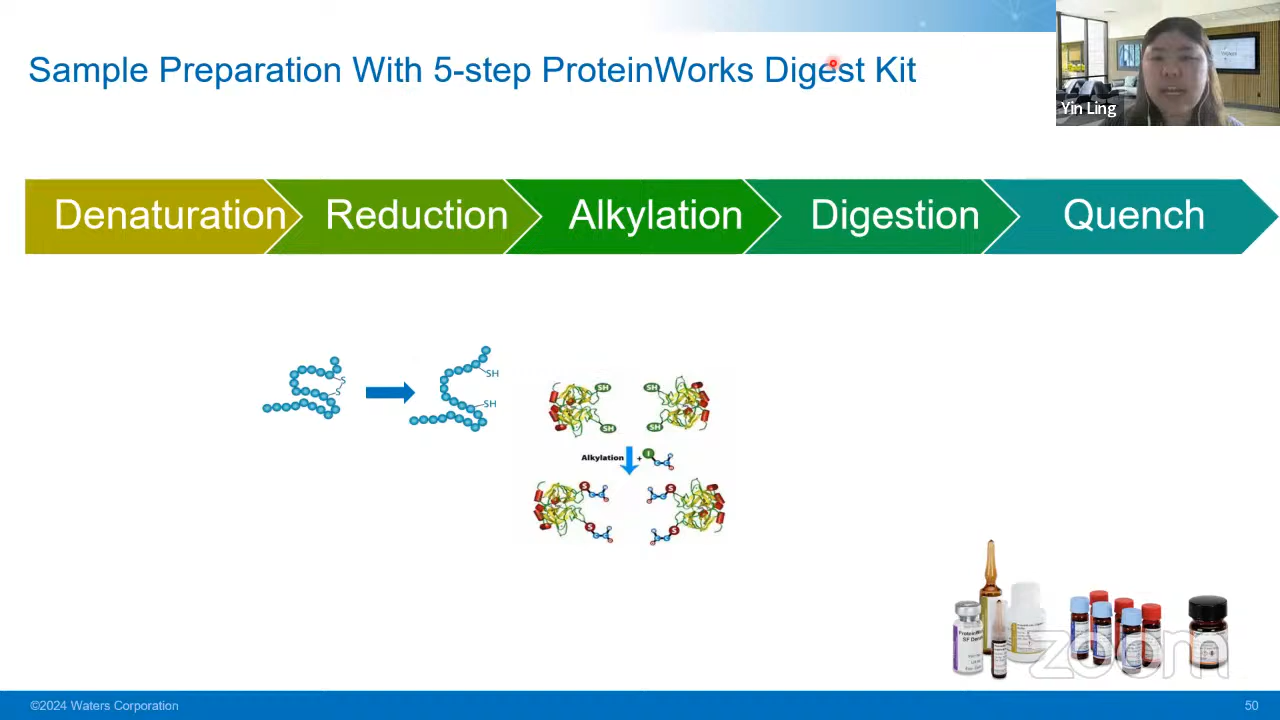 Sample Preparation With 5-step ProteinWorks Digest Kit
Yin Ling
Denaturation
Reduction
Alkylation
Digestion
Quench
S
S
SH
SH
SH
SH
SH
SH
Alkylation
+
I
S
S
S
S
zoom
©2024 Waters Corporation
50